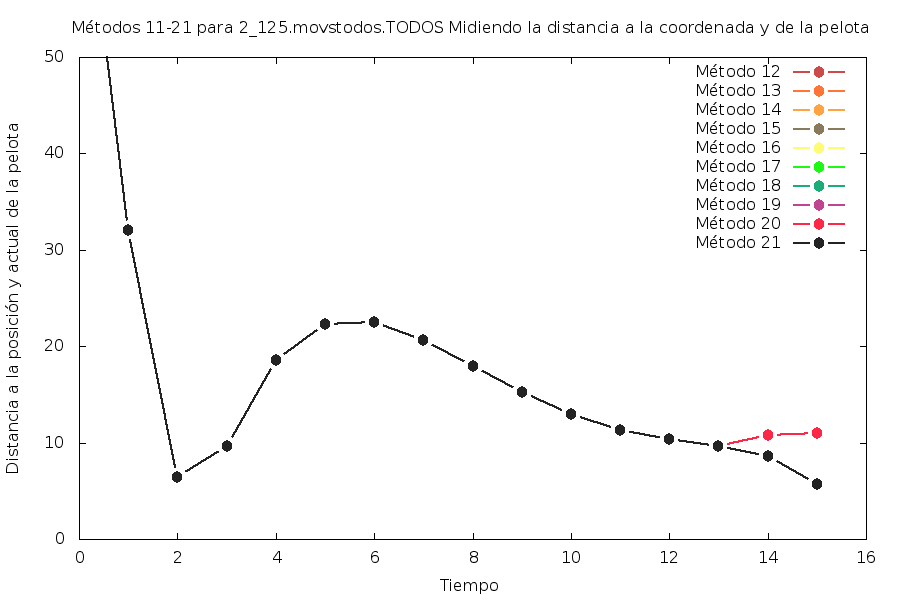 Métodos 11-21 para 2_125.movstodos.TODOS Midiendo la distancia a la coordenada y de la pelota
Distancia a la posición y actual de la pelota
50
40
30
20
10
0
Método 12
Método 13
Método 14
Método 15
Método 16
Método 17
Método 18
Método 19
Método 20
Método 21
0 2 4 6 8 10 12 14 16
Tiempo